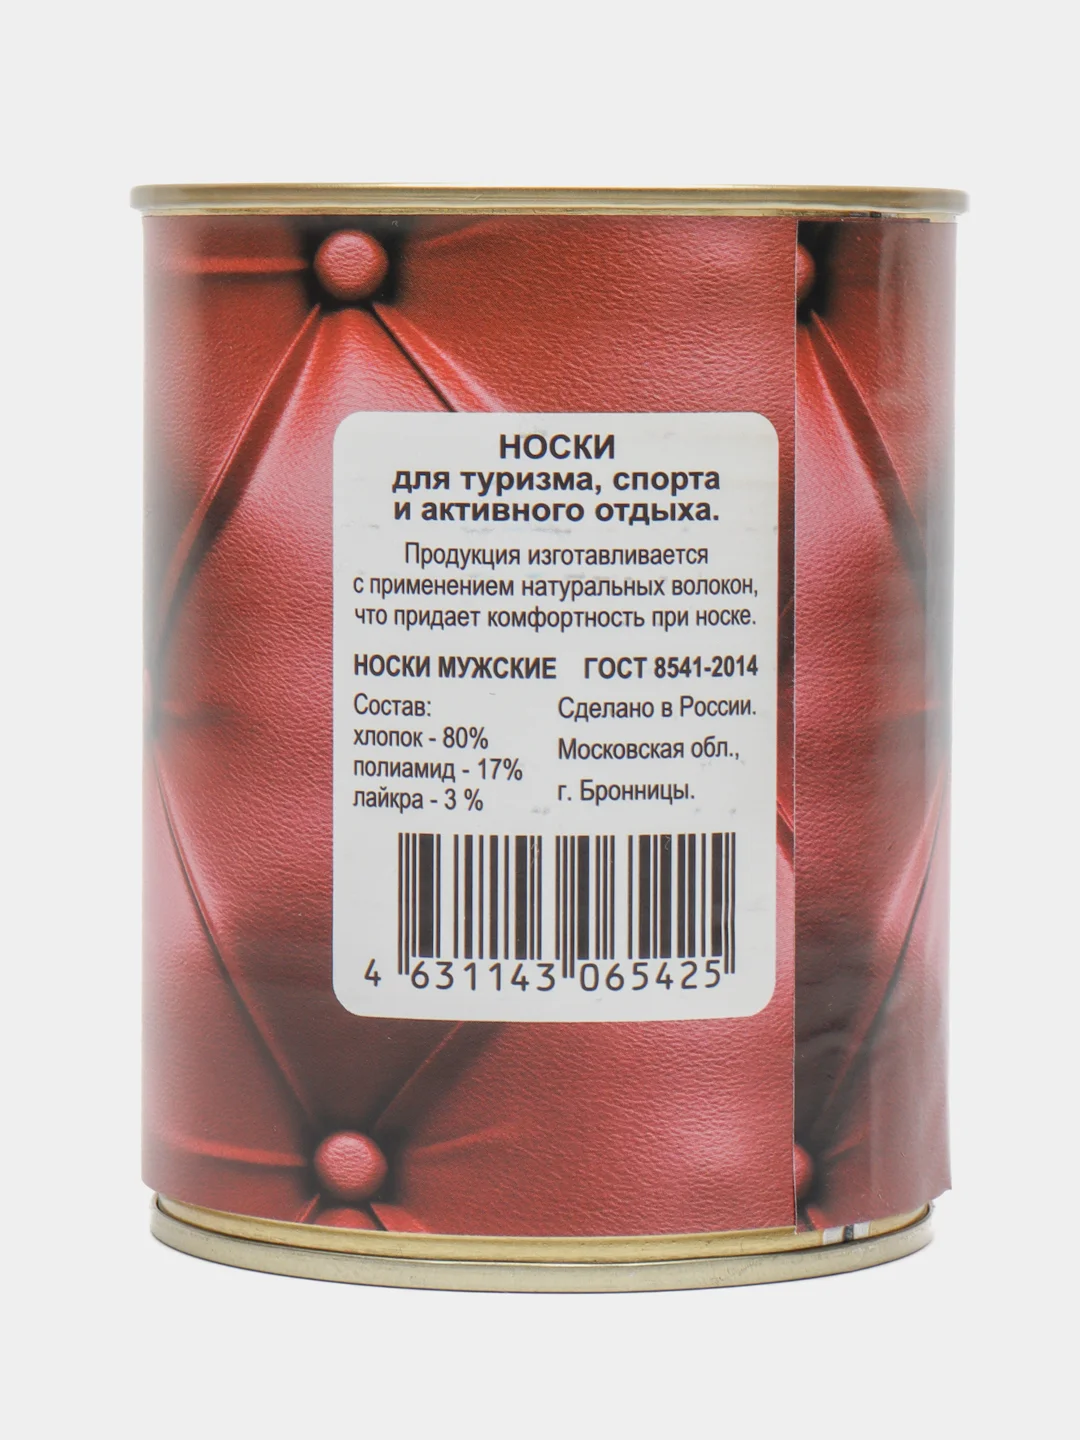 НОСКИ
для туризма, спорта
и активного отдыха.
Продукция изготавливается
с применением натуральных волокон,
что придает комфортность при носке.
НОСКИ МУЖСКИЕ ГОСТ 8541-2014
Состав:
хлопок - 80%
полиамид - 17%
лайкра - 3 %
Сделано в России.
Московская обл.,
г. Бронницы.
4 631143 065425